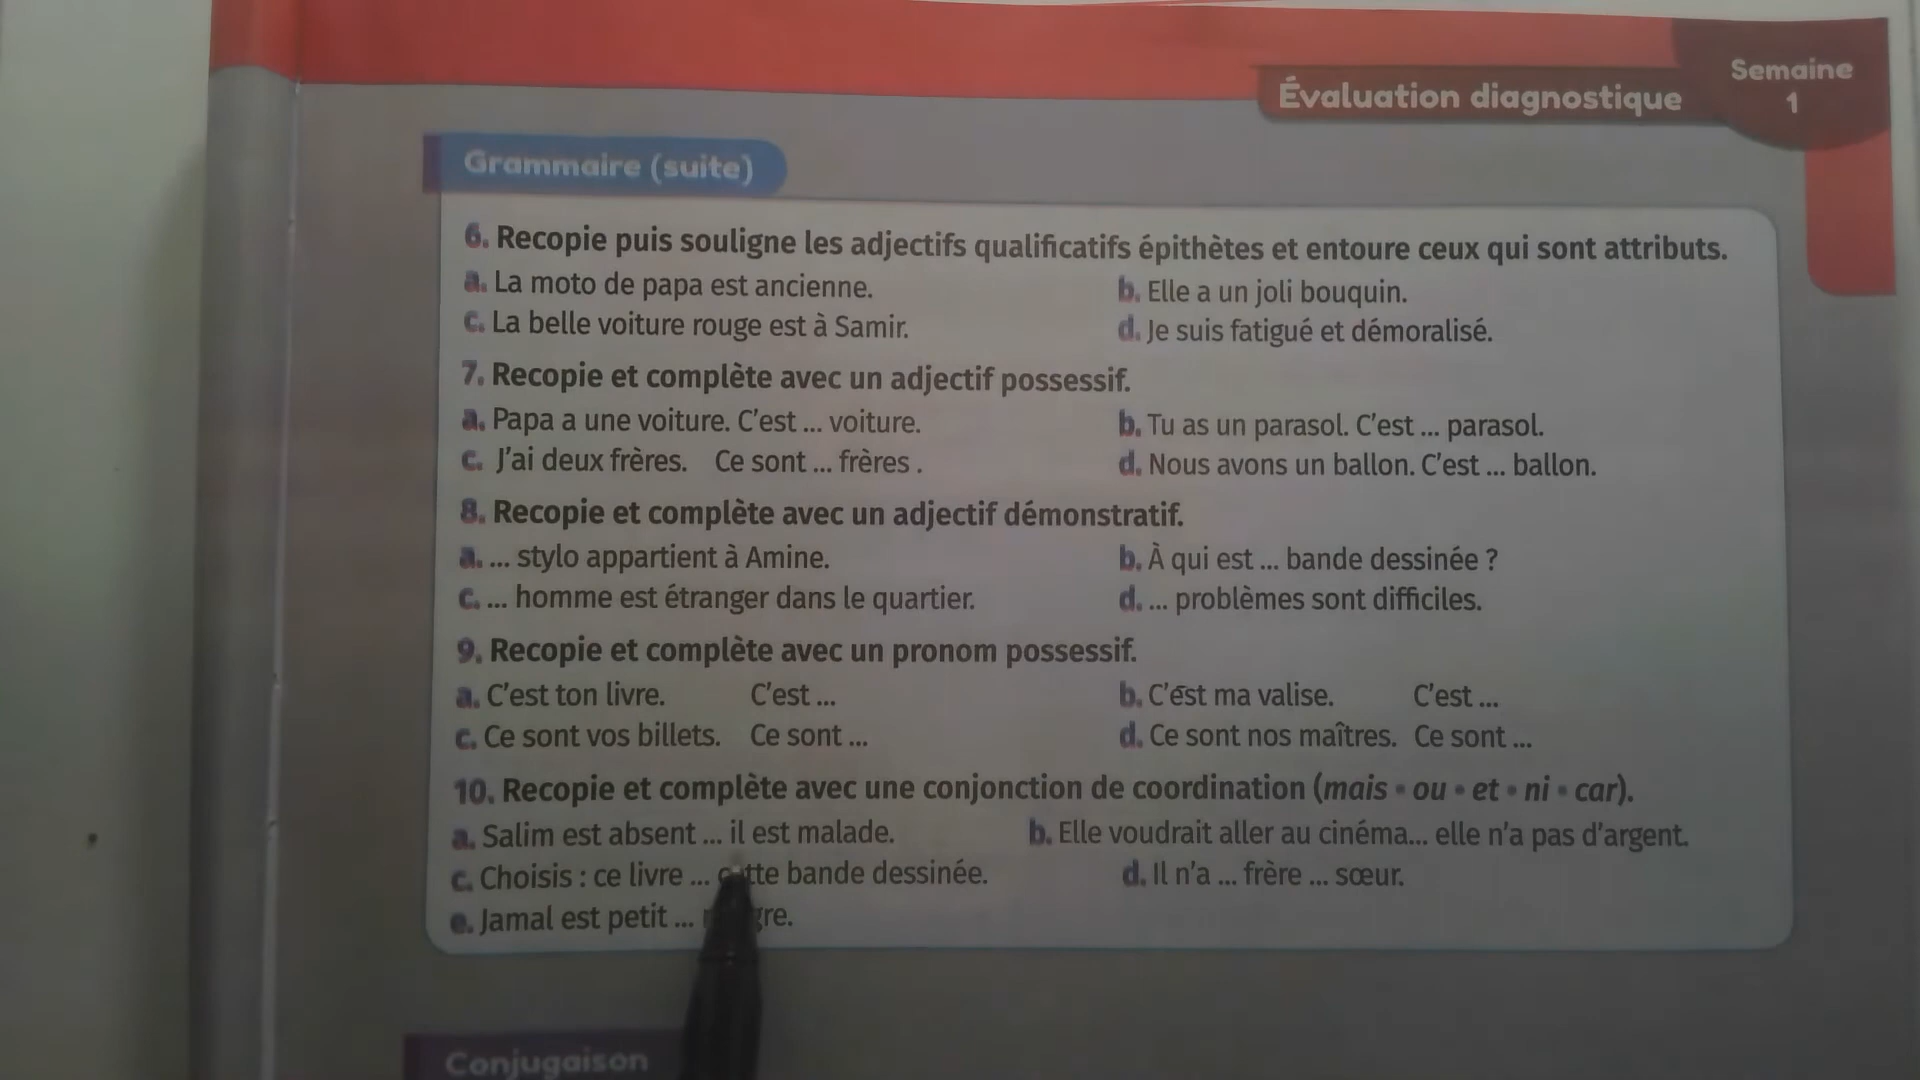 Semaine
1
Évaluation diagnostique
Grammaire (suite)
6. Recopie puis souligne les adjectifs qualificatifs épithètes et entoure ceux qui sont attributs.
a. La moto de papa est ancienne. b. Elle a un joli bouquin.
c. La belle voiture rouge est à Samir. d. Je suis fatigué et démoralisé.
7. Recopie et complète avec un adjectif possessif.
a. Papa a une voiture. C'est ... voiture. b. Tu as un parasol. C'est ... parasol.
c. J'ai deux frères. Ce sont ... frères . d. Nous avons un ballon. C'est ... ballon.
8. Recopie et complète avec un adjectif démonstratif.
a. ... stylo appartient à Amine. b. À qui est ... bande dessinée ?
c. ... homme est étranger dans le quartier. d. ... problèmes sont difficiles.
9. Recopie et complète avec un pronom possessif.
a. C'est ton livre. C'est ... b. C'est ma valise. C'est ...
c. Ce sont vos billets. Ce sont ... d. Ce sont nos maîtres. Ce sont ...
10. Recopie et complète avec une conjonction de coordination (mais • ou • et • ni • car).
a. Salim est absent ... il est malade. b. Elle voudrait aller au cinéma... elle n'a pas d'argent.
c. Choisis : ce livre ... cette bande dessinée. d. Il n'a ... frère ... sœur.
e. Jamal est petit ...
Conjugaison